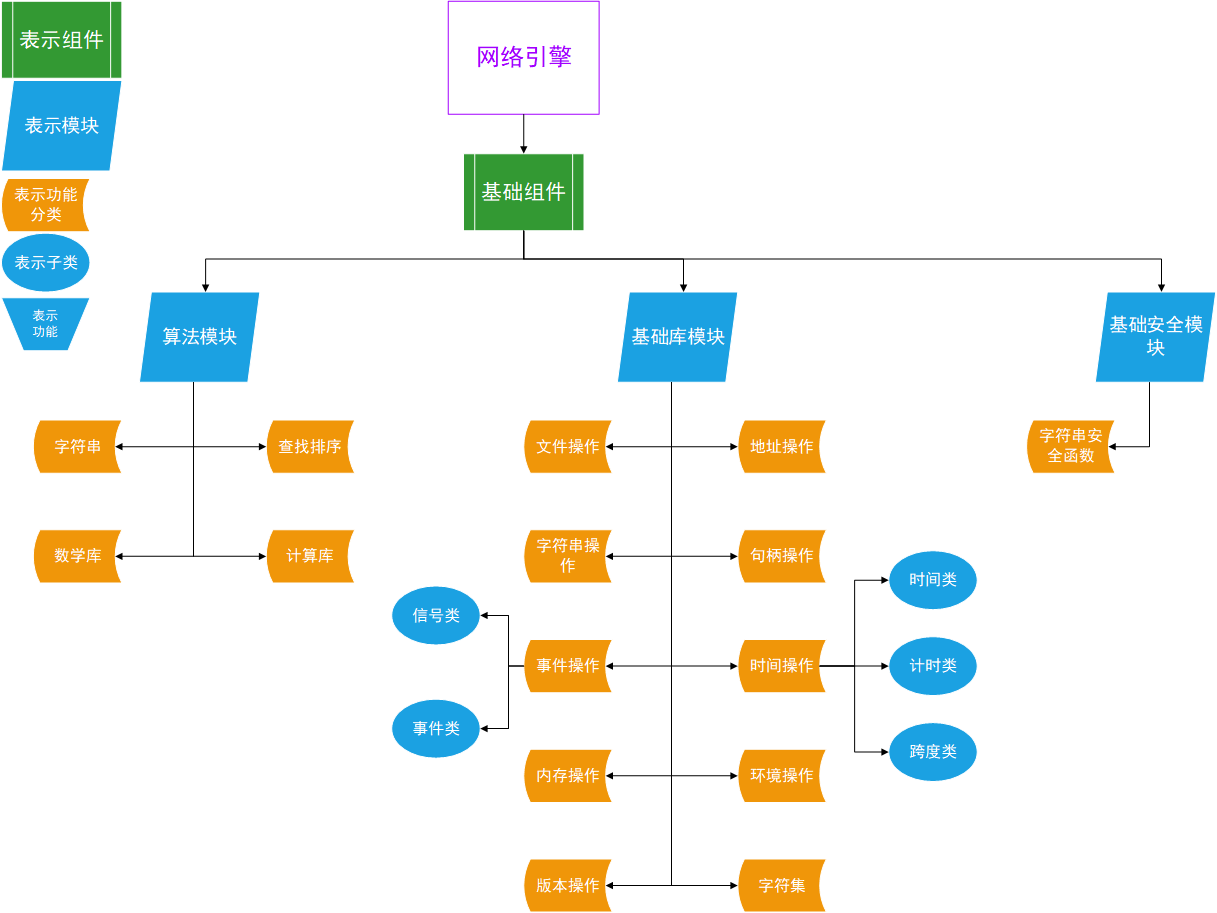 表示组件
网络引擎
表示模块
表示功能
分类
基础组件
表示子类
表示
功能
算法模块
基础库模块
基础安全模
块
字符串
查找排序
文件操作
地址操作
字符串安
全函数
数学库
计算库
字符串操
作
句柄操作
时间类
信号类
事件操作
时间操作
计时类
事件类
跨度类
内存操作
环境操作
版本操作
字符集